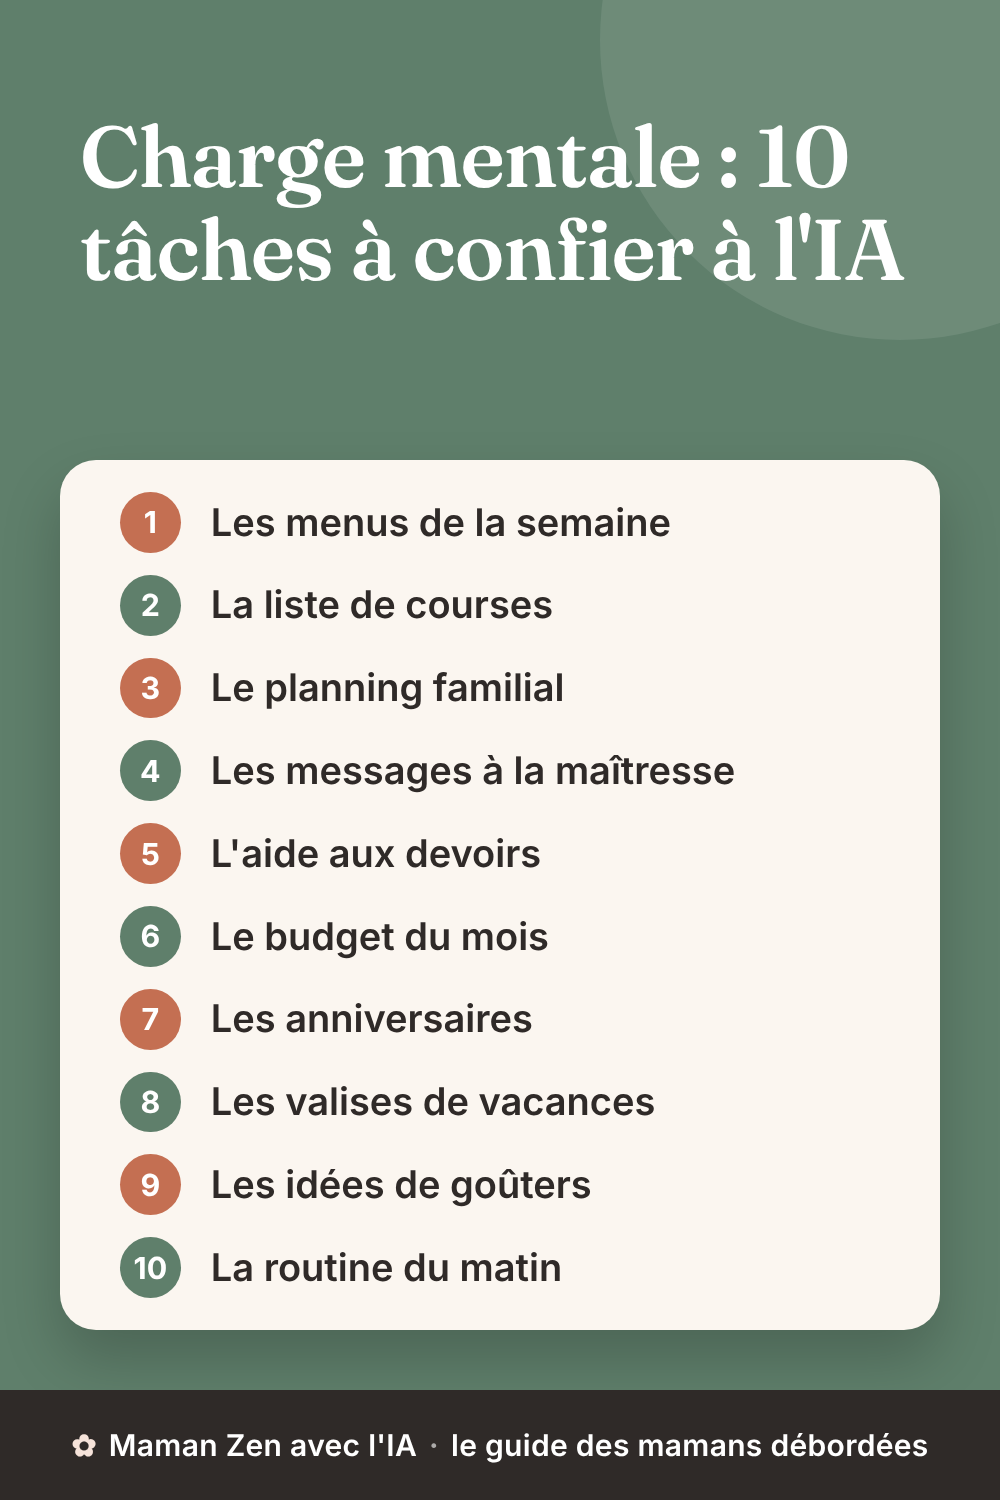 Charge mentale : 10
tâches à confier à l'IA
1 Les menus de la semaine
2 La liste de courses
3 Le planning familial
4 Les messages à la maîtresse
5 L'aide aux devoirs
6 Le budget du mois
7 Les anniversaires
8 Les valises de vacances
9 Les idées de goûters
10 La routine du matin
✿ Maman Zen avec l'IA · le guide des mamans débordées